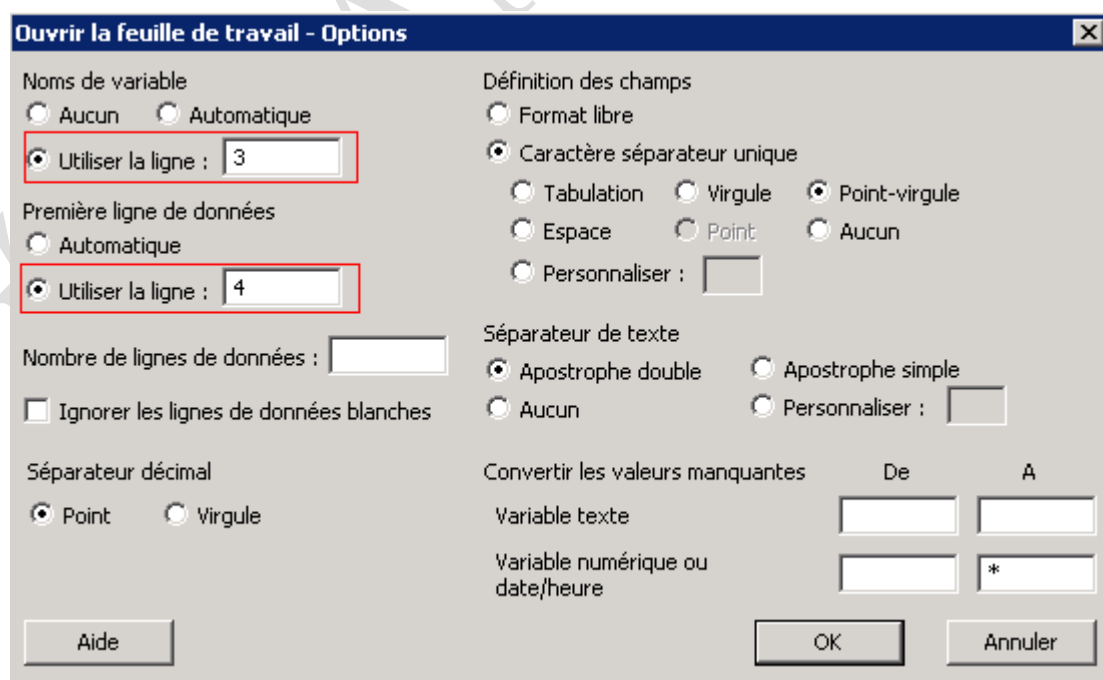 Ouvrir la feuille de travail - Options
Noms de variable
Aucun Automatique
Utiliser la ligne : 3
Première ligne de données
Automatique
Utiliser la ligne : 4
Nombre de lignes de données :
Ignorer les lignes de données blanches
Séparateur décimal
Point Virgule
Définition des champs
Format libre
Caractère séparateur unique
Tabulation Virgule Point-virgule
Espace Point Aucun
Personnaliser :
Séparateur de texte
Apostrophe double Apostrophe simple
Aucun Personnaliser :
Convertir les valeurs manquantes De A
Variable texte
Variable numérique ou
date/heure *
Aide OK Annuler